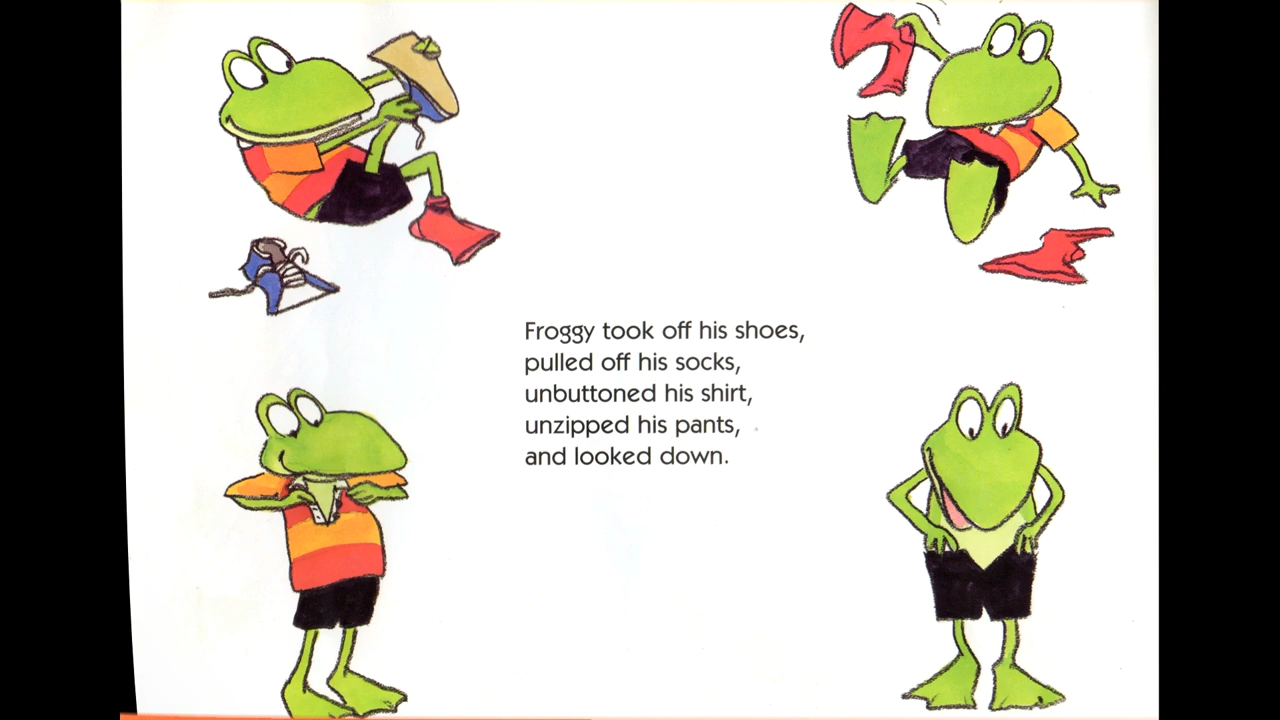 Froggy took off his shoes,
pulled off his socks,
unbuttoned his shirt,
unzipped his pants,
and looked down.